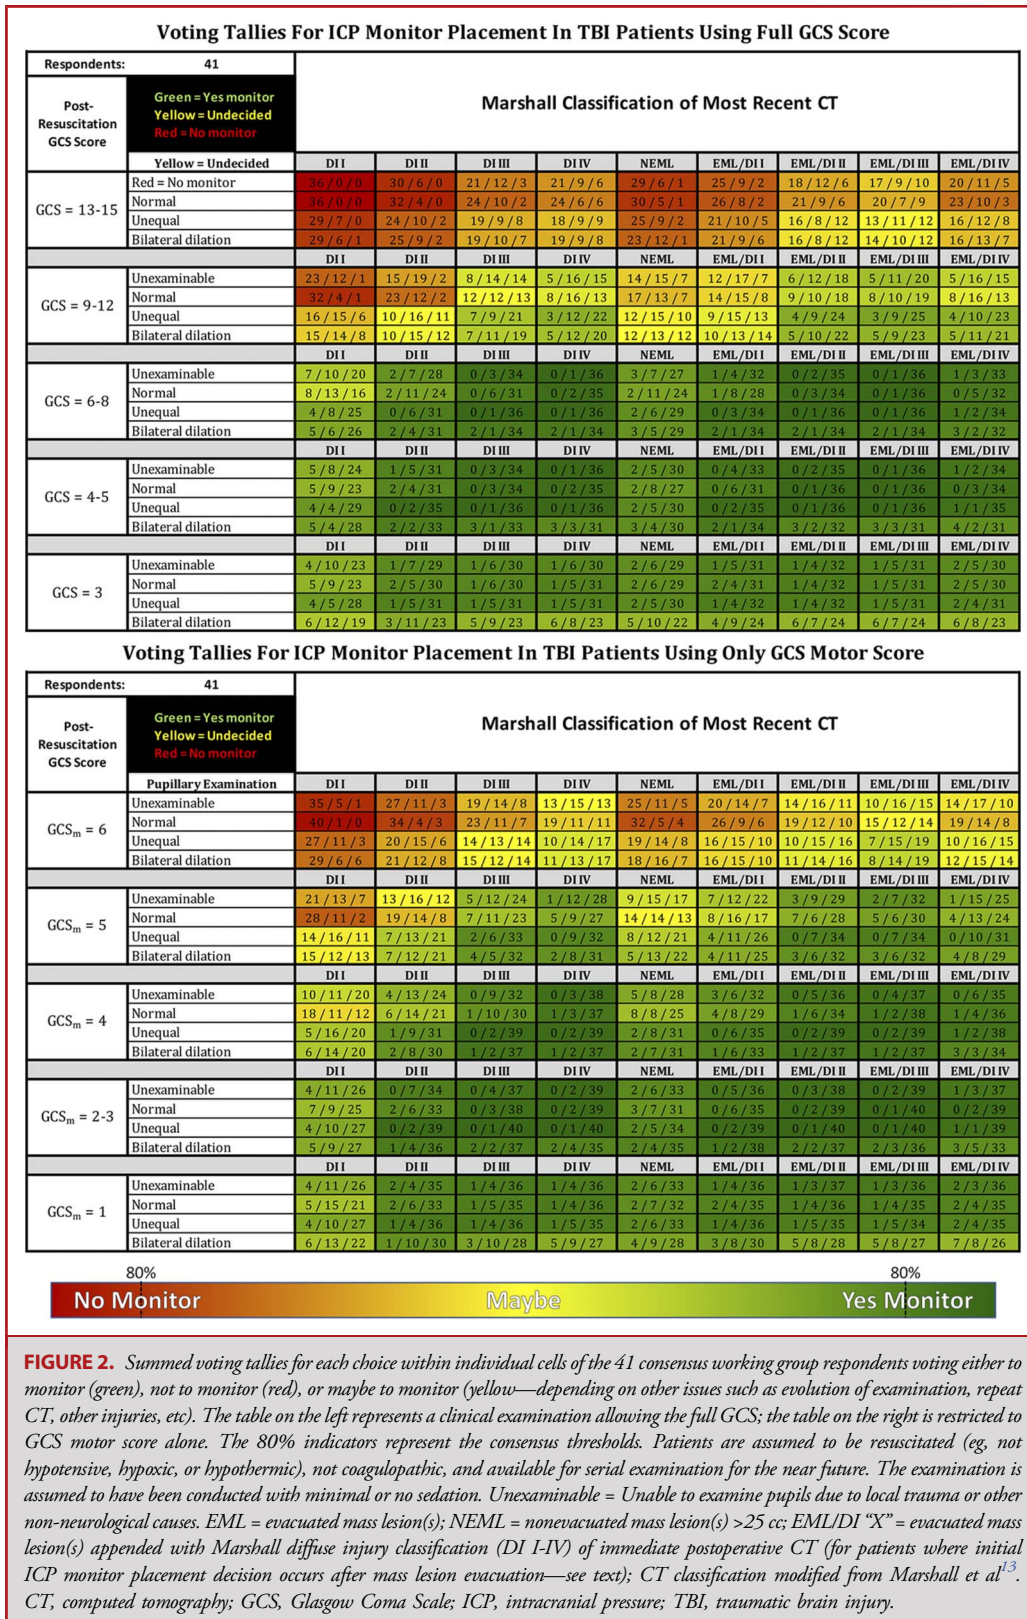 Voting Tallies For ICP Monitor Placement In TBI Patients Using Full GCS Score
Respondents: 41
Post-Resuscitation GCS Score
Green = Yes monitor
Yellow = Undecided
Red = No monitor
Marshall Classification of Most Recent CT
Yellow = Undecided DI I DI II DI III DI IV NEML EML/DI I EML/DI II EML/DI III EML/DI IV
GCS = 13-15
Red = No monitor 36 / 0 / 0 30 / 6 / 0 21 / 12 / 3 21 / 9 / 6 29 / 6 / 1 25 / 9 / 2 18 / 12 / 6 17 / 9 / 10 20 / 11 / 5
Normal 36 / 0 / 0 32 / 4 / 0 24 / 10 / 2 24 / 6 / 6 30 / 5 / 1 26 / 8 / 2 21 / 9 / 6 20 / 7 / 9 23 / 10 / 3
Unequal 29 / 7 / 0 24 / 10 / 2 19 / 9 / 8 18 / 9 / 9 25 / 9 / 2 21 / 10 / 5 16 / 8 / 12 13 / 11 / 12 16 / 12 / 8
Bilateral dilation 29 / 6 / 1 25 / 9 / 2 19 / 10 / 7 19 / 9 / 8 23 / 12 / 1 21 / 9 / 6 16 / 8 / 12 14 / 10 / 12 16 / 13 / 7
DI I DI II DI III DI IV NEML EML/DI I EML/DI II EML/DI III EML/DI IV
GCS = 9-12
Unexaminable 23 / 12 / 1 15 / 19 / 2 8 / 14 / 14 5 / 16 / 15 14 / 15 / 7 12 / 17 / 7 6 / 12 / 18 5 / 11 / 20 5 / 16 / 15
Normal 32 / 4 / 1 23 / 12 / 2 12 / 12 / 13 8 / 16 / 13 17 / 13 / 7 14 / 15 / 8 9 / 10 / 18 8 / 10 / 19 8 / 16 / 13
Unequal 16 / 15 / 6 10 / 16 / 11 7 / 9 / 21 3 / 12 / 22 12 / 15 / 10 9 / 15 / 13 4 / 9 / 24 3 / 9 / 25 4 / 10 / 23
Bilateral dilation 15 / 14 / 8 10 / 15 / 12 7 / 11 / 19 5 / 12 / 20 12 / 13 / 12 10 / 13 / 14 5 / 10 / 22 5 / 9 / 23 5 / 11 / 21
DI I DI II DI III DI IV NEML EML/DI I EML/DI II EML/DI III EML/DI IV
GCS = 6-8
Unexaminable 7 / 10 / 20 2 / 7 / 28 0 / 3 / 34 0 / 1 / 36 3 / 7 / 27 1 / 4 / 32 0 / 2 / 35 0 / 1 / 36 1 / 3 / 33
Normal 8 / 13 / 16 2 / 11 / 24 0 / 6 / 31 0 / 2 / 35 2 / 11 / 24 1 / 8 / 28 0 / 3 / 34 0 / 1 / 36 0 / 5 / 32
Unequal 4 / 8 / 25 0 / 6 / 31 0 / 1 / 36 0 / 1 / 36 2 / 6 / 29 0 / 3 / 34 0 / 1 / 36 0 / 1 / 36 1 / 2 / 34
Bilateral dilation 5 / 6 / 26 2 / 4 / 31 2 / 1 / 34 2 / 1 / 34 3 / 5 / 29 2 / 1 / 34 2 / 1 / 34 2 / 1 / 34 3 / 2 / 32
DI I DI II DI III DI IV NEML EML/DI I EML/DI II EML/DI III EML/DI IV
GCS = 4-5
Unexaminable 5 / 8 / 24 1 / 5 / 31 0 / 3 / 34 0 / 1 / 36 2 / 5 / 30 0 / 4 / 33 0 / 2 / 35 0 / 1 / 36 1 / 2 / 34
Normal 5 / 9 / 23 2 / 4 / 31 0 / 3 / 34 0 / 2 / 35 2 / 8 / 27 0 / 6 / 31 0 / 1 / 36 0 / 1 / 36 0 / 3 / 34
Unequal 4 / 4 / 29 0 / 2 / 35 0 / 1 / 36 0 / 1 / 36 2 / 5 / 30 0 / 2 / 35 0 / 1 / 36 0 / 1 / 36 1 / 1 / 35
Bilateral dilation 5 / 4 / 28 2 / 2 / 33 3 / 1 / 33 3 / 3 / 31 3 / 4 / 30 2 / 1 / 34 3 / 2 / 32 3 / 3 / 31 4 / 2 / 31
DI I DI II DI III DI IV NEML EML/DI I EML/DI II EML/DI III EML/DI IV
GCS = 3
Unexaminable 4 / 10 / 23 1 / 7 / 29 1 / 6 / 30 1 / 6 / 30 2 / 6 / 29 1 / 5 / 31 1 / 4 / 32 1 / 5 / 31 2 / 5 / 30
Normal 5 / 9 / 23 2 / 5 / 30 1 / 6 / 30 1 / 5 / 31 2 / 6 / 29 2 / 4 / 31 1 / 4 / 32 1 / 5 / 31 2 / 5 / 30
Unequal 4 / 5 / 28 1 / 5 / 31 1 / 5 / 31 1 / 5 / 31 2 / 5 / 30 1 / 4 / 32 1 / 4 / 32 1 / 5 / 31 2 / 4 / 31
Bilateral dilation 6 / 12 / 19 3 / 11 / 23 5 / 9 / 23 6 / 8 / 23 5 / 10 / 22 4 / 9 / 24 6 / 7 / 24 6 / 7 / 24 6 / 8 / 23
Voting Tallies For ICP Monitor Placement In TBI Patients Using Only GCS Motor Score
Respondents: 41
Post-Resuscitation GCS Score
Green = Yes monitor
Yellow = Undecided
Red = No monitor
Marshall Classification of Most Recent CT
Pupillary Examination DI I DI II DI III DI IV NEML EML/DI I EML/DI II EML/DI III EML/DI IV
GCSm = 6
Unexaminable 35 / 5 / 1 27 / 11 / 3 19 / 14 / 8 13 / 15 / 13 25 / 11 / 5 20 / 14 / 7 14 / 16 / 11 10 / 16 / 15 14 / 17 / 10
Normal 40 / 1 / 0 34 / 4 / 3 23 / 11 / 7 19 / 11 / 11 32 / 5 / 4 26 / 9 / 6 19 / 12 / 10 15 / 12 / 14 19 / 14 / 8
Unequal 27 / 11 / 3 20 / 15 / 6 14 / 13 / 14 10 / 14 / 17 19 / 14 / 8 16 / 15 / 10 10 / 15 / 16 7 / 15 / 19 10 / 16 / 15
Bilateral dilation 29 / 6 / 6 21 / 12 / 8 15 / 12 / 14 11 / 13 / 17 18 / 16 / 7 16 / 15 / 10 11 / 14 / 16 8 / 14 / 19 12 / 15 / 14
DI I DI II DI III DI IV NEML EML/DI I EML/DI II EML/DI III EML/DI IV
GCSm = 5
Unexaminable 21 / 13 / 7 13 / 16 / 12 5 / 12 / 24 1 / 12 / 28 9 / 15 / 17 7 / 12 / 22 3 / 9 / 29 2 / 7 / 32 1 / 15 / 25
Normal 28 / 11 / 2 19 / 14 / 8 7 / 11 / 23 5 / 9 / 27 14 / 14 / 13 8 / 16 / 17 7 / 6 / 28 5 / 6 / 30 4 / 13 / 24
Unequal 14 / 16 / 11 7 / 13 / 21 2 / 6 / 33 0 / 9 / 32 8 / 12 / 21 4 / 11 / 26 0 / 7 / 34 0 / 7 / 34 0 / 10 / 31
Bilateral dilation 15 / 12 / 13 7 / 12 / 21 4 / 5 / 32 2 / 8 / 31 5 / 13 / 22 4 / 11 / 25 3 / 6 / 32 3 / 6 / 32 4 / 8 / 29
DI I DI II DI III DI IV NEML EML/DI I EML/DI II EML/DI III EML/DI IV
GCSm = 4
Unexaminable 10 / 11 / 20 4 / 13 / 24 0 / 9 / 32 0 / 3 / 38 5 / 8 / 28 3 / 6 / 32 0 / 5 / 36 0 / 4 / 37 0 / 6 / 35
Normal 18 / 11 / 12 6 / 14 / 21 1 / 10 / 30 1 / 3 / 37 8 / 8 / 25 4 / 8 / 29 1 / 6 / 34 1 / 2 / 38 1 / 4 / 36
Unequal 5 / 16 / 20 1 / 9 / 31 0 / 2 / 39 0 / 2 / 39 2 / 8 / 31 0 / 6 / 35 0 / 2 / 39 0 / 2 / 39 1 / 2 / 38
Bilateral dilation 6 / 14 / 20 2 / 8 / 30 1 / 2 / 37 1 / 2 / 37 2 / 7 / 31 1 / 6 / 33 1 / 2 / 37 1 / 2 / 37 3 / 3 / 34
DI I DI II DI III DI IV NEML EML/DI I EML/DI II EML/DI III EML/DI IV
GCSm = 2-3
Unexaminable 4 / 11 / 26 0 / 7 / 34 0 / 4 / 37 0 / 2 / 39 2 / 6 / 33 0 / 5 / 36 0 / 3 / 38 0 / 2 / 39 1 / 3 / 37
Normal 7 / 9 / 25 2 / 6 / 33 0 / 3 / 38 0 / 2 / 39 3 / 7 / 31 0 / 6 / 35 0 / 2 / 39 0 / 1 / 40 0 / 2 / 39
Unequal 4 / 10 / 27 0 / 2 / 39 0 / 1 / 40 0 / 1 / 40 2 / 5 / 34 0 / 2 / 39 0 / 1 / 40 0 / 1 / 40 1 / 1 / 39
Bilateral dilation 5 / 9 / 27 1 / 4 / 36 2 / 2 / 37 2 / 4 / 35 2 / 4 / 35 1 / 2 / 38 2 / 2 / 37 2 / 3 / 36 3 / 5 / 33
DI I DI II DI III DI IV NEML EML/DI I EML/DI II EML/DI III EML/DI IV
GCSm = 1
Unexaminable 4 / 11 / 26 2 / 4 / 35 1 / 4 / 36 1 / 4 / 36 2 / 6 / 33 1 / 4 / 36 1 / 3 / 37 1 / 3 / 36 2 / 3 / 36
Normal 5 / 15 / 21 2 / 6 / 33 1 / 5 / 35 1 / 4 / 36 2 / 7 / 32 2 / 4 / 35 1 / 4 / 36 1 / 4 / 35 2 / 4 / 35
Unequal 4 / 10 / 27 1 / 4 / 36 1 / 4 / 36 1 / 5 / 35 2 / 6 / 33 1 / 4 / 36 1 / 5 / 35 1 / 5 / 34 2 / 4 / 35
Bilateral dilation 6 / 13 / 22 1 / 10 / 30 3 / 10 / 28 5 / 9 / 27 4 / 9 / 28 3 / 8 / 30 5 / 8 / 28 5 / 8 / 27 7 / 8 / 26
80% 80%
No Monitor Maybe Yes Monitor
FIGURE 2. Summed voting tallies for each choice within individual cells of the 41 consensus working group respondents voting either to
monitor (green), not to monitor (red), or maybe to monitor (yellow—depending on other issues such as evolution of examination, repeat
CT, other injuries, etc). The table on the left represents a clinical examination allowing the full GCS; the table on the right is restricted to
GCS motor score alone. The 80% indicators represent the consensus thresholds. Patients are assumed to be resuscitated (eg, not
hypotensive, hypoxic, or hypothermic), not coagulopathic, and available for serial examination for the near future. The examination is
assumed to have been conducted with minimal or no sedation. Unexaminable = Unable to examine pupils due to local trauma or other
non-neurological causes. EML = evacuated mass lesion(s); NEML = nonevacuated mass lesion(s) >25 cc; EML/DI "X" = evacuated mass
lesion(s) appended with Marshall diffuse injury classification (DI I-IV) of immediate postoperative CT (for patients where initial
ICP monitor placement decision occurs after mass lesion evacuation—see text); CT classification modified from Marshall et al13.
CT, computed tomography; GCS, Glasgow Coma Scale; ICP, intracranial pressure; TBI, traumatic brain injury.